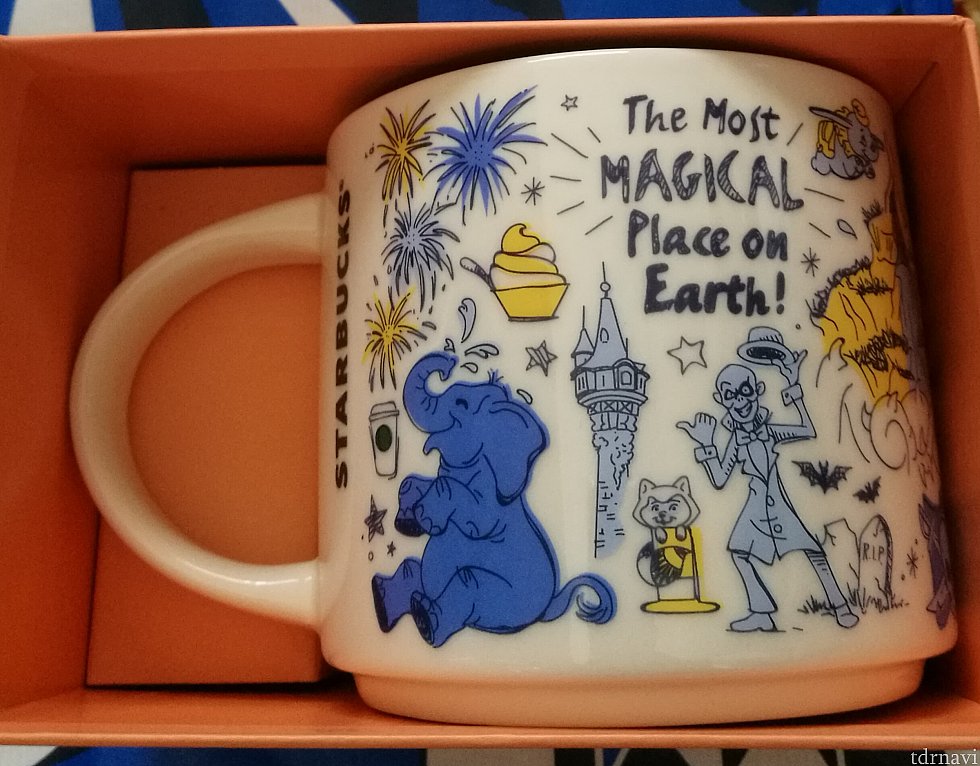 STARBUCKS®
The Most
MAGICAL
Place on
Earth!
R.I.P
tdrnavi